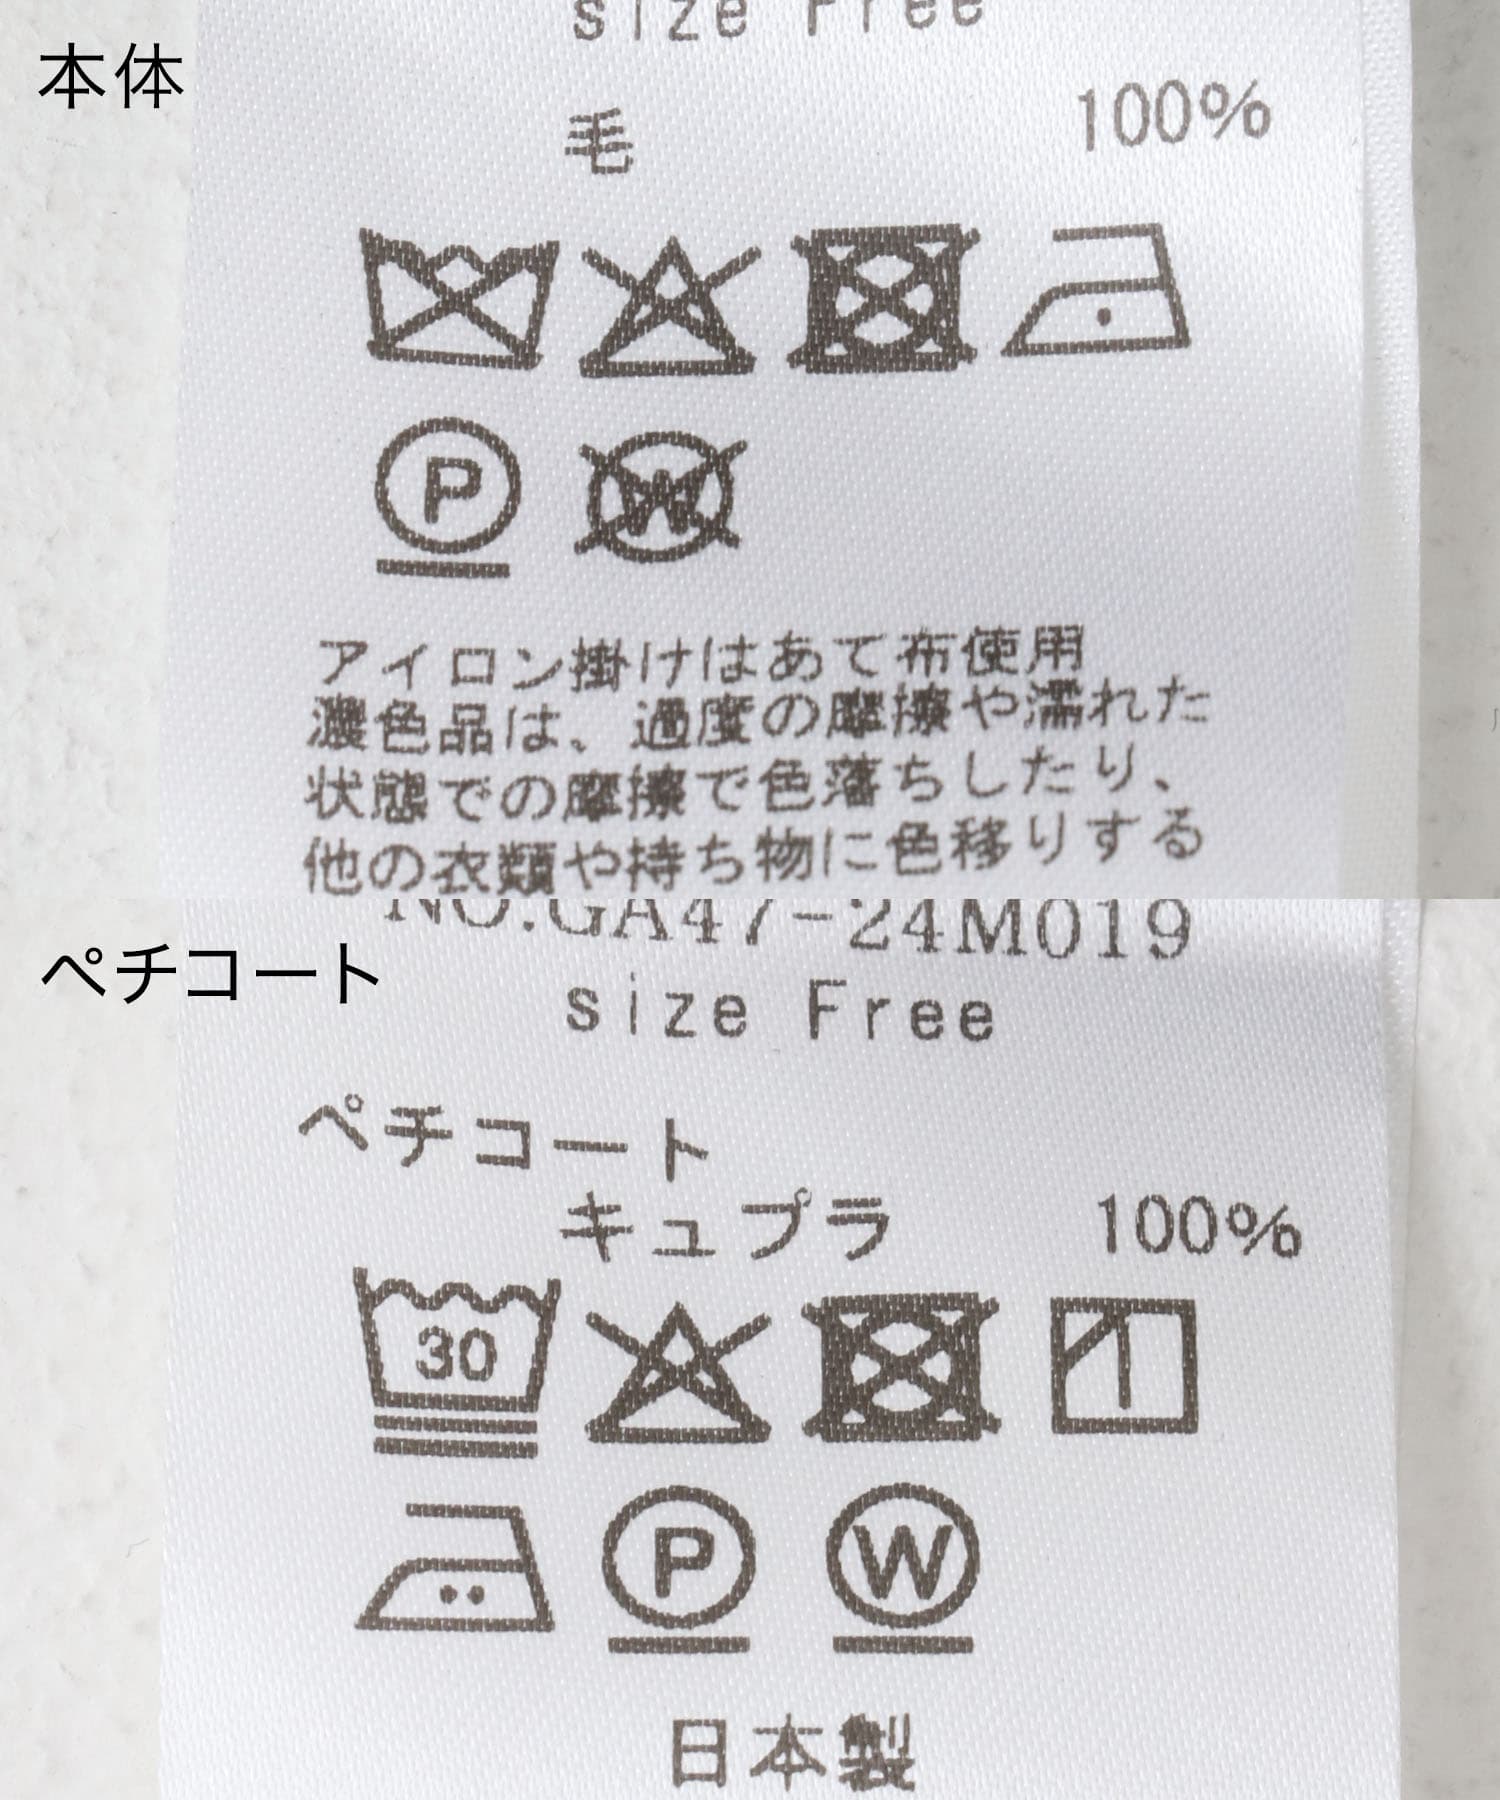 本体
size Free
毛 100%
P
W
アイロン掛けはあて布使用
濃色品は、過度の摩擦や濡れた
状態での摩擦で色落ちしたり、
他の衣類や持ち物に色移りする
ペチコート
NO.GA47-24M019
size Free
ペチコート
キュプラ 100%
30
P
W
日本製